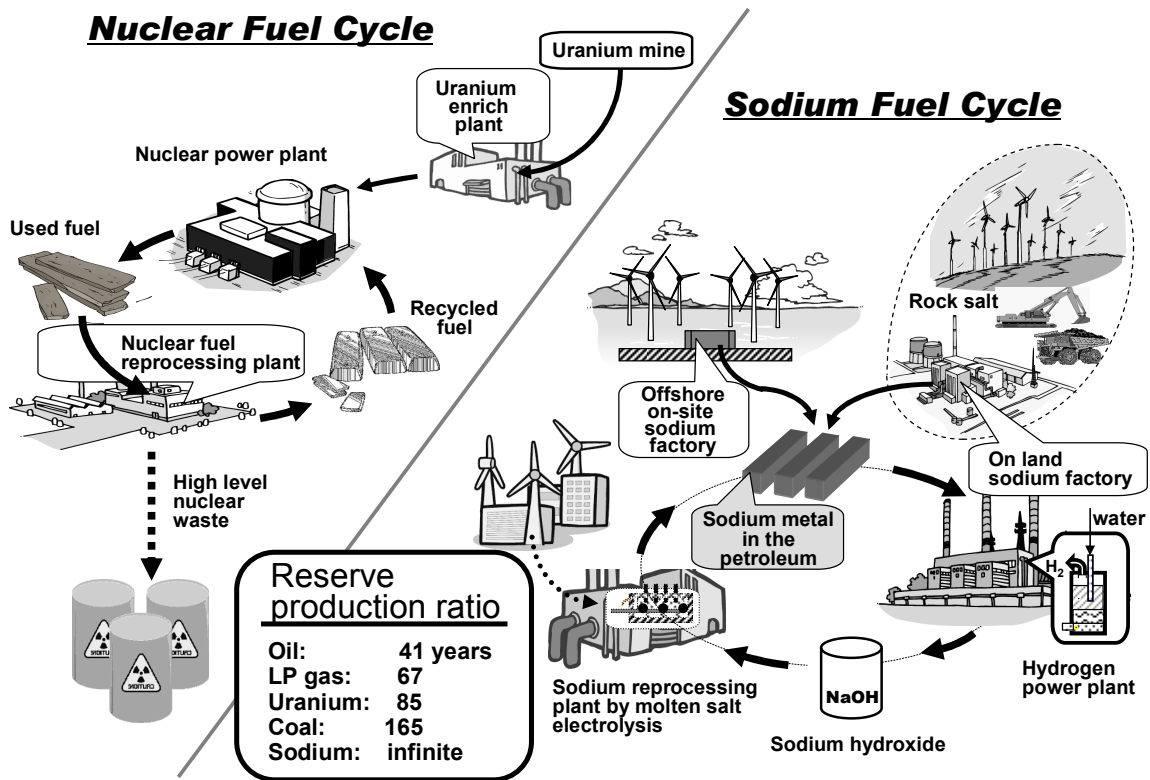 Nuclear Fuel Cycle
Uranium mine
Uranium
enrich
plant
Nuclear power plant
Used fuel
Recycled
fuel
Nuclear fuel
reprocessing plant
High level
nuclear
waste
CAUTION
CAUTION
CAUTION
Reserve
production ratio
Oil: 41 years
LP gas: 67
Uranium: 85
Coal: 165
Sodium: infinite
Sodium Fuel Cycle
Rock salt
Offshore
on-site
sodium
factory
On land
sodium factory
Sodium metal
in the
petroleum
water
H2
Hydrogen
power plant
NaOH
Sodium hydroxide
Sodium reprocessing
plant by molten salt
electrolysis